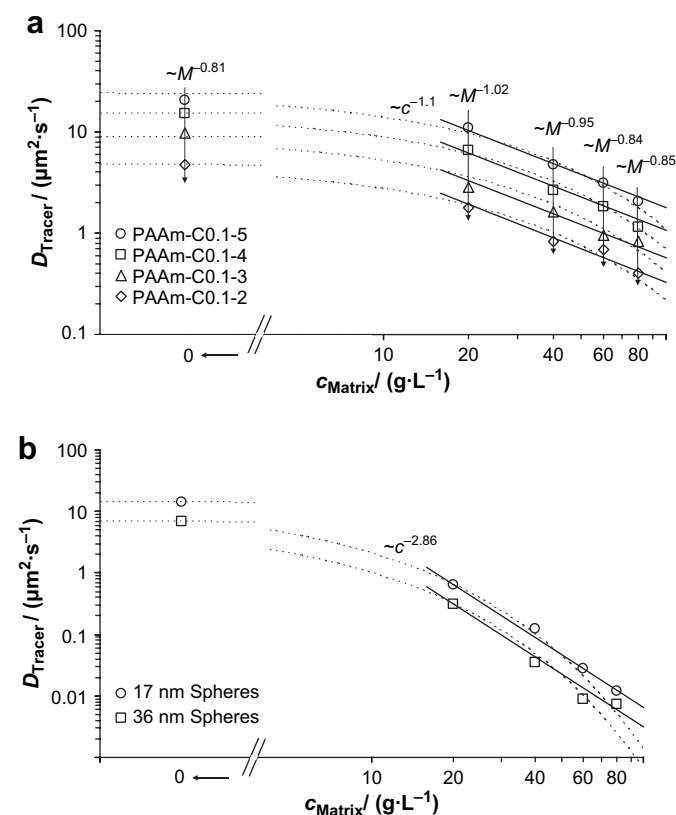 a
100
10
1
0.1
D_Tracer / (µm²·s⁻¹)
~M⁻⁰·⁸¹
~c⁻¹·¹
~M⁻¹·⁰²
~M⁻⁰·⁹⁵
~M⁻⁰·⁸⁴
~M⁻⁰·⁸⁵
PAAm-C0.1-5
PAAm-C0.1-4
PAAm-C0.1-3
PAAm-C0.1-2
0 10 20 40 60 80
c_Matrix / (g·L⁻¹)
b
100
10
1
0.1
0.01
D_Tracer / (µm²·s⁻¹)
~c⁻²·⁸⁶
17 nm Spheres
36 nm Spheres
0 10 20 40 60 80
c_Matrix / (g·L⁻¹)